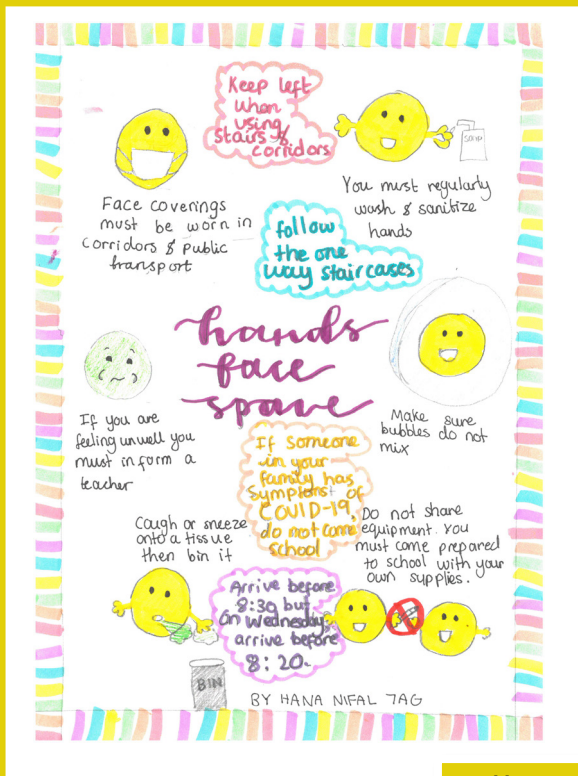 Keep left
when
using
stairs &
corridors
SOAP
Face coverings
must be worn in
corridors & public
transport
You must regularly
wash & sanitize
hands
follow
the one
way staircases
hands
face
space
If you are
feeling unwell you
must inform a
teacher
Make sure
bubbles do not
mix
If someone
in your
family has
symptoms of
COVID-19,
do not come
school
Cough or sneeze
onto a tissue
then bin it
Do not share
equipment. You
must come prepared
to school with your
own supplies.
Arrive before
8:30 but
on Wednesday
arrive before
8:20.
BIN
BY HANA NIFAL 7AG